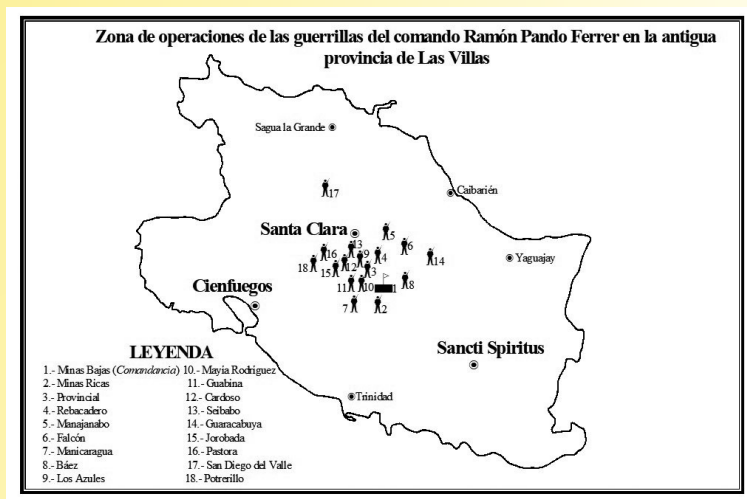 Zona de operaciones de las guerrillas del comando Ramón Pando Ferrer en la antigua
provincia de Las Villas
Sagua la Grande
17
Caibarién
Santa Clara
5
13
6
16
9
4
14
Yaguajay
18
15
12
3
Cienfuegos
11
10
1
8
7
2
Sancti Spiritus
Trinidad
LEYENDA
1.- Minas Bajas (Comandancia)
2.- Minas Ricas
3.- Provincial
4.- Rebacadero
5.- Manajanabo
6.- Falcón
7.- Manicaragua
8.- Báez
9.- Los Azules
10.- Mayia Rodriguez
11.- Guabina
12.- Cardoso
13.- Seibabo
14.- Guaracabuya
15.- Jorobada
16.- Pastora
17.- San Diego del Valle
18.- Potrerillo